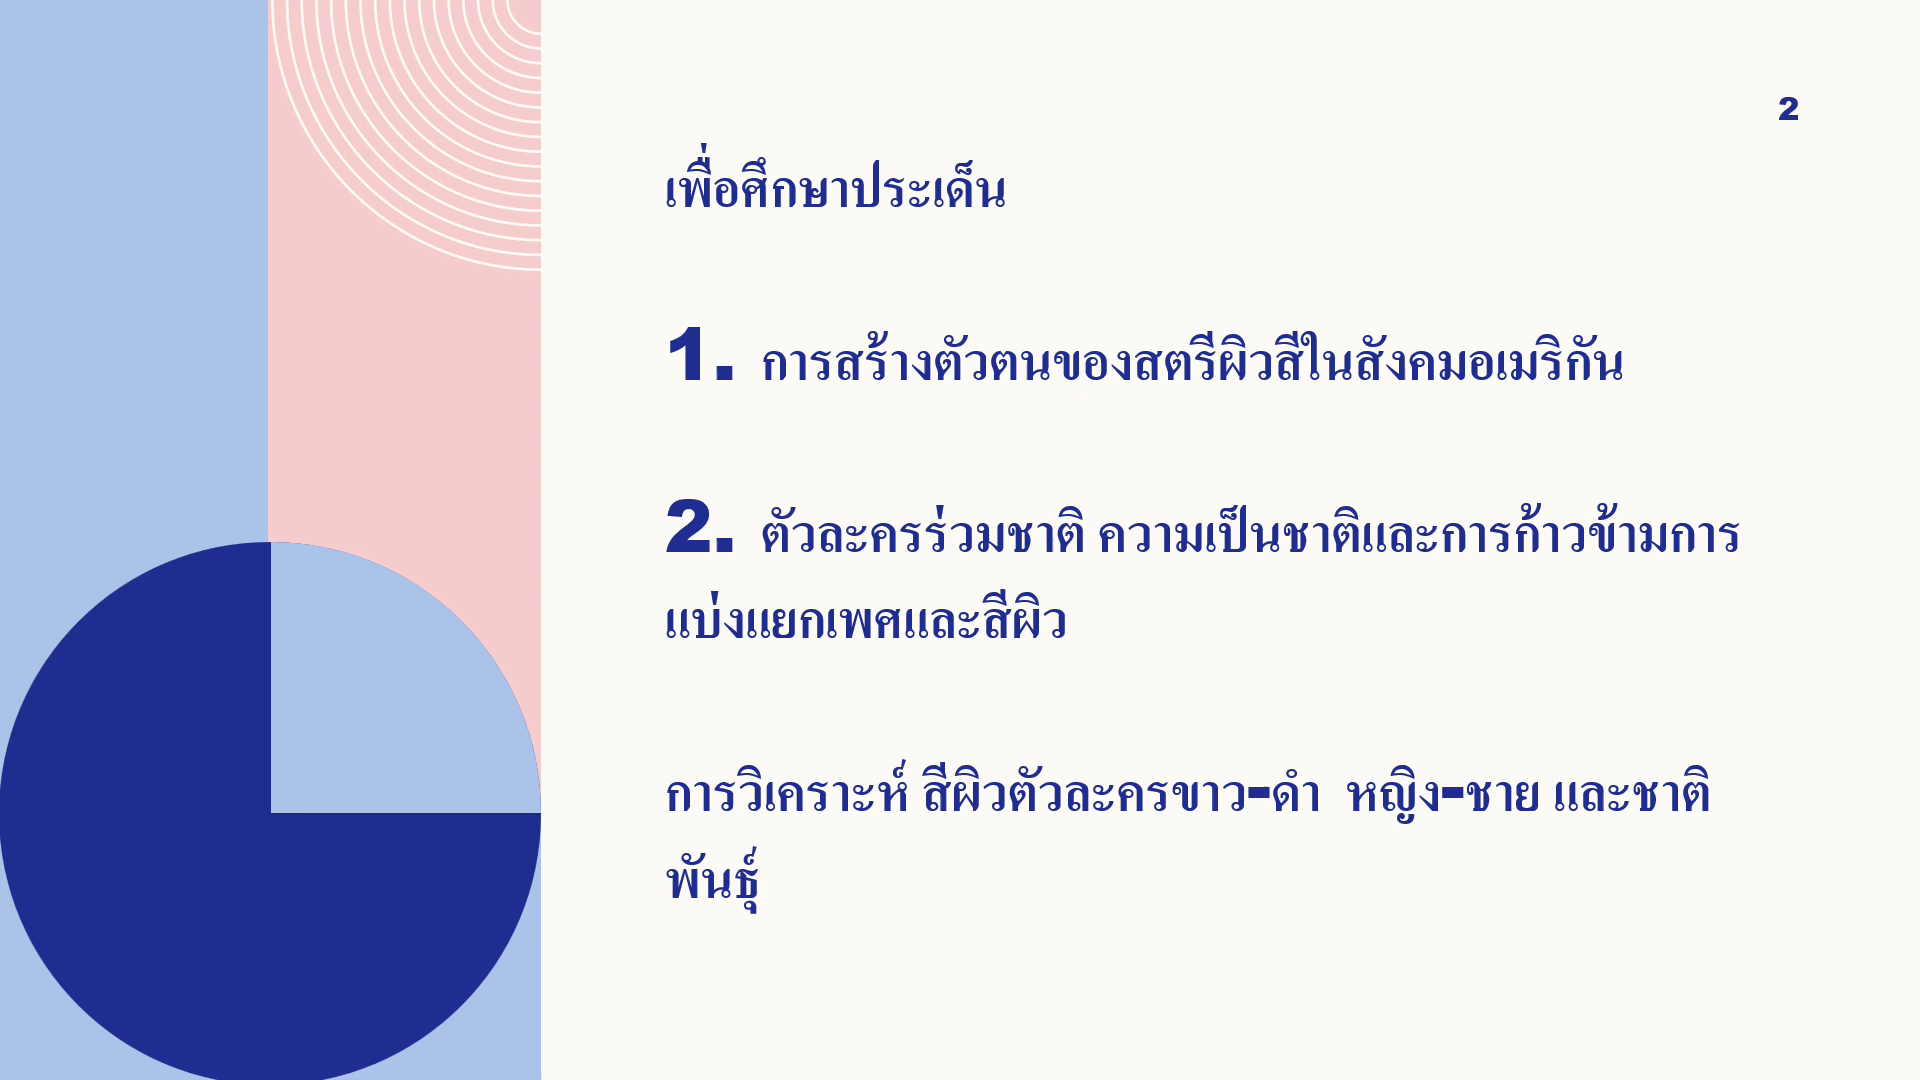 2
เพื่อศึกษาประเด็น
1. การสร้างตัวตนของสตรีผิวสีในสังคมอเมริกัน
2. ตัวละครร่วมชาติ ความเป็นชาติและการก้าวข้ามการ
แบ่งแยกเพศและสีผิว
การวิเคราะห์ สีผิวตัวละครขาว-ดำ  หญิง-ชาย และชาติ
พันธุ์